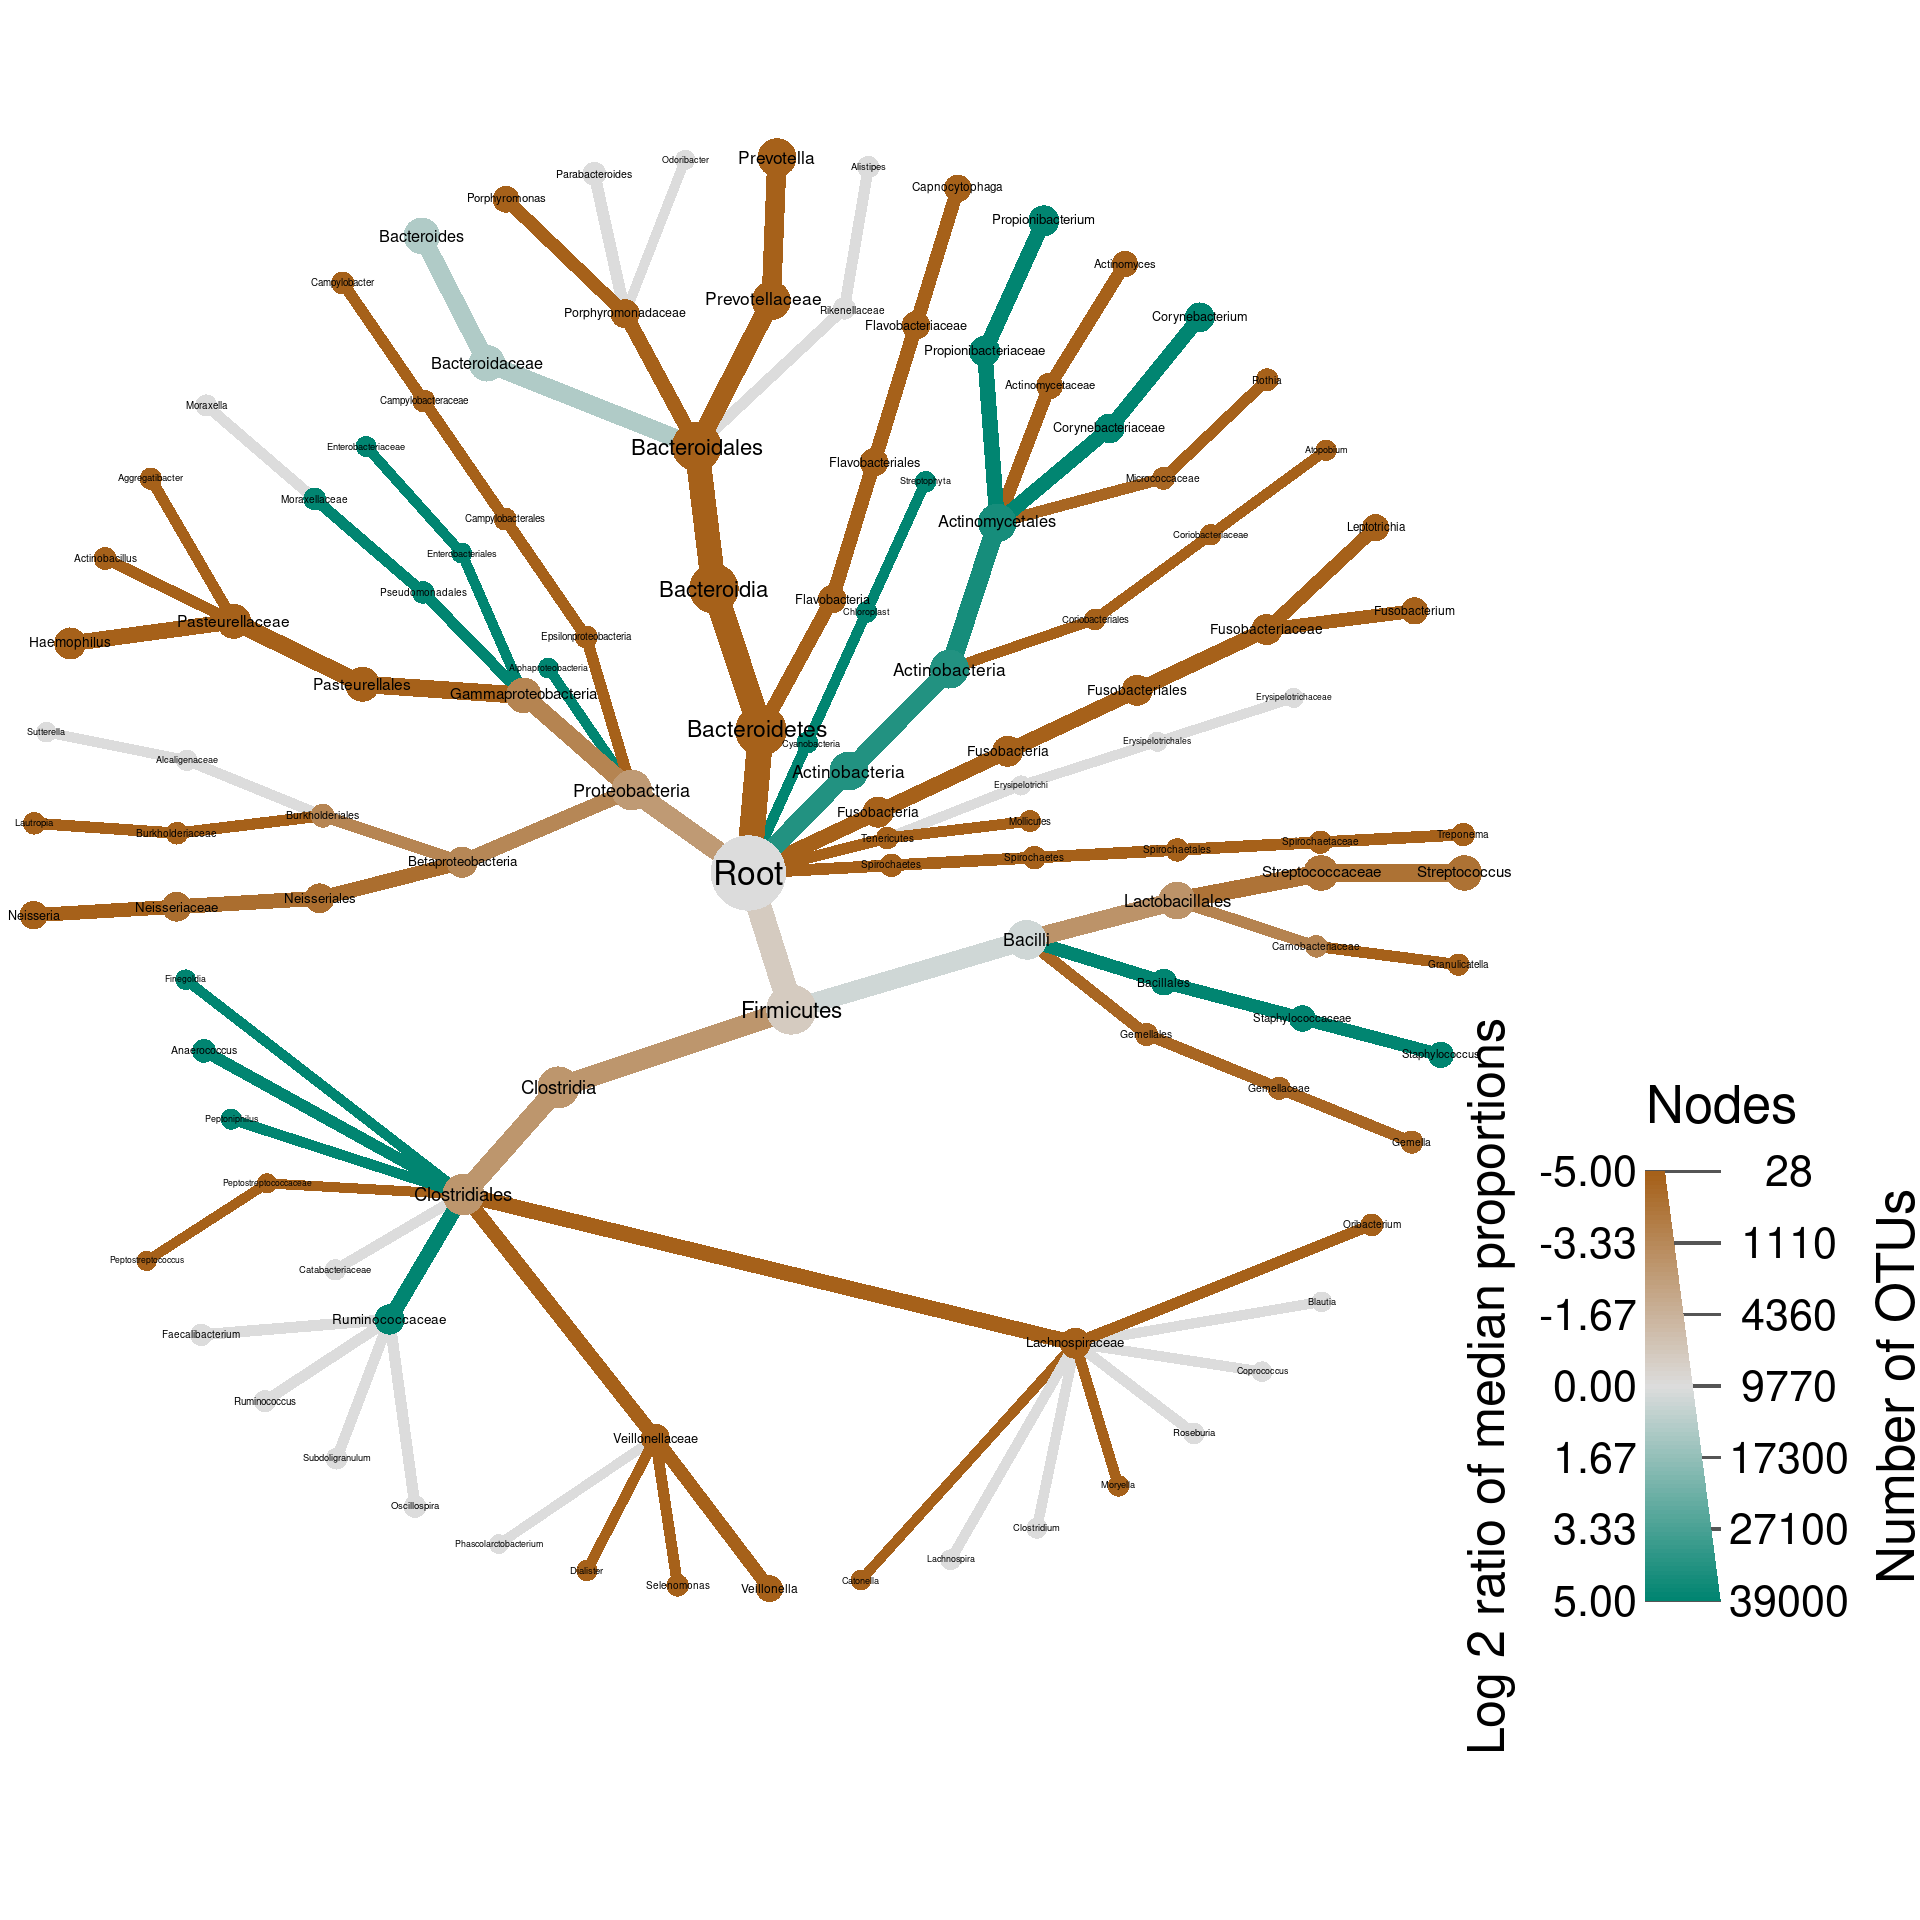 Prevotella
Odoribacter
Alistipes
Parabacteroides
Capnocytophaga
Porphyromonas
Propionibacterium
Bacteroides
Actinomyces
Campylobacter
Prevotellaceae
Rikenellaceae
Porphyromonadaceae
Corynebacterium
Flavobacteriaceae
Propionibacteriaceae
Bacteroidaceae
Rothia
Actinomycetaceae
Campylobacteraceae
Moraxella
Corynebacteriaceae
Enterobacteriaceae
Bacteroidales
Atopobium
Flavobacteriales
Aggregatibacter
Micrococcaceae
Streptophyta
Moraxellaceae
Campylobacterales
Actinomycetales
Leptotrichia
Coriobacteriaceae
Enterobacteriales
Actinobacillus
Pseudomonadales
Bacteroidia
Flavobacteria
Chloroplast
Fusobacterium
Coriobacteriales
Pasteurellaceae
Fusobacteriaceae
Epsilonproteobacteria
Haemophilus
Alphaproteobacteria
Actinobacteria
Pasteurellales
Gammaproteobacteria
Fusobacteriales
Erysipelotrichaceae
Sutterella
Bacteroidetes
Cyanobacteria
Erysipelotrichales
Fusobacteria
Alcaligenaceae
Actinobacteria
Erysipelotrichi
Proteobacteria
Fusobacteria
Burkholderiales
Lautropia
Burkholderiaceae
Mollicutes
Tenericutes
Treponema
Spirochaetaceae
Spirochaetales
Spirochaetes
Spirochaetes
Betaproteobacteria
Root
Streptococcaceae
Streptococcus
Neisseriales
Neisseriaceae
Neisseria
Lactobacillales
Bacilli
Carnobacteriaceae
Granulicatella
Finegoldia
Bacillales
Firmicutes
Staphylococcaceae
Gemellales
Anaerococcus
Staphylococcus
Clostridia
Gemellaceae
Peptoniphilus
Gemella
Peptostreptococcaceae
Clostridiales
Oribacterium
Peptostreptococcus
Catabacteriaceae
Blautia
Ruminococcaceae
Faecalibacterium
Lachnospiraceae
Coprococcus
Ruminococcus
Roseburia
Veillonellaceae
Subdoligranulum
Moryella
Oscillospira
Clostridium
Phascolarctobacterium
Lachnospira
Dialister
Selenomonas
Veillonella
Catonella
Nodes
Log 2 ratio of median proportions
Number of OTUs
-5.00 28
-3.33 1110
-1.67 4360
0.00 9770
1.67 17300
3.33 27100
5.00 39000